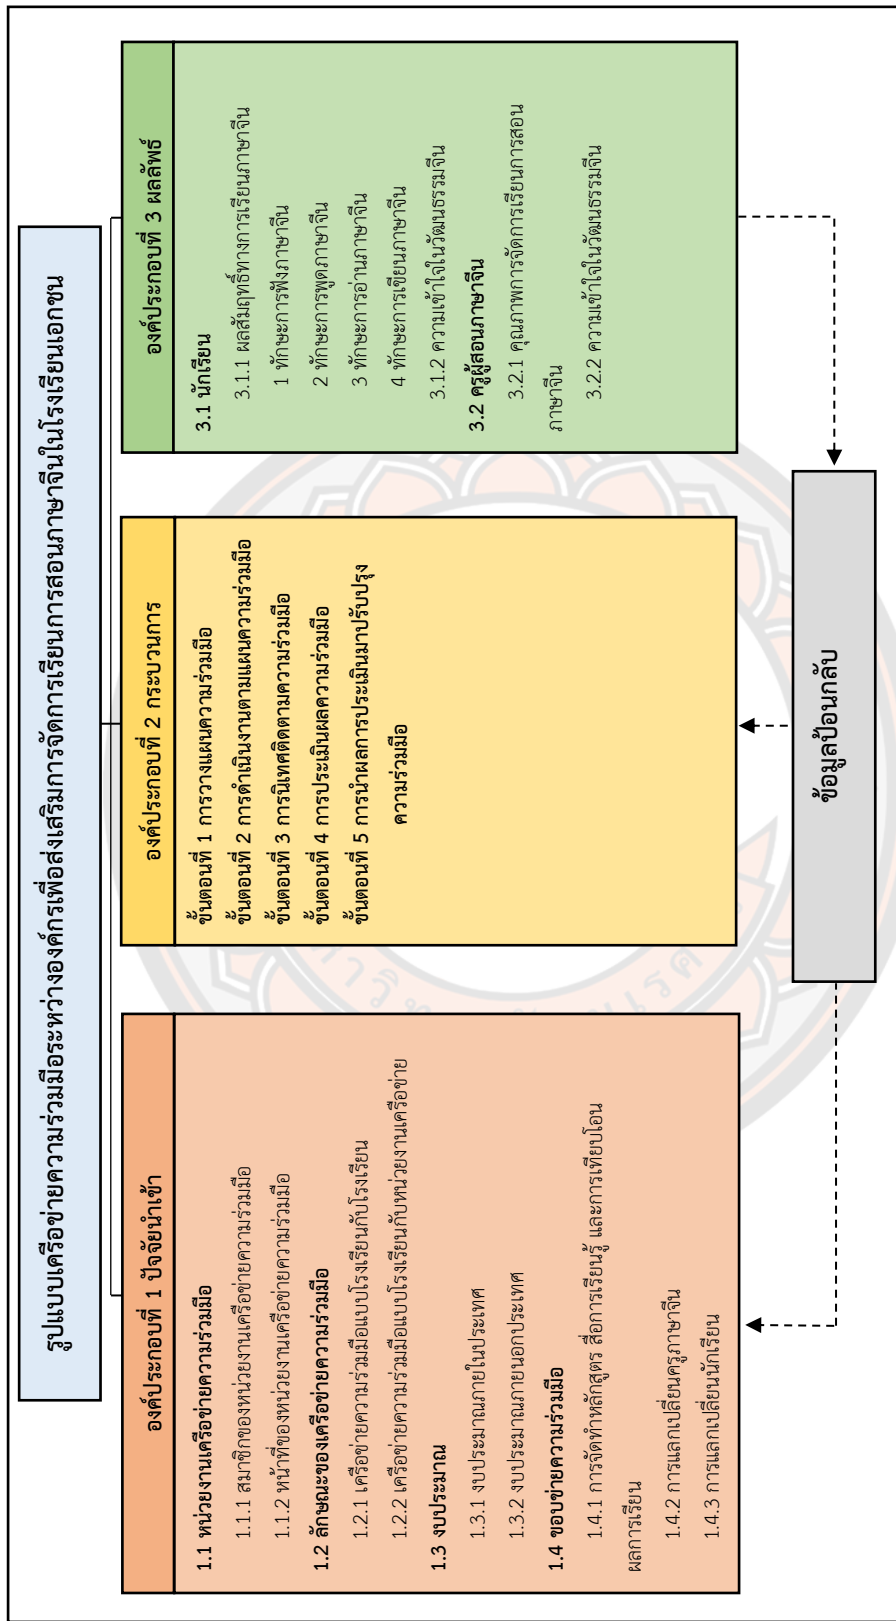 รูปแบบเครือข่ายความร่วมมือระหว่างองค์กรเพื่อส่งเสริมการจัดการเรียนการสอนภาษาจีนในโรงเรียนเอกชน
องค์ประกอบที่ 1 ปัจจัยนำเข้า
1.1 หน่วยงานเครือข่ายความร่วมมือ
1.1.1 สมาชิกของหน่วยงานเครือข่ายความร่วมมือ
1.1.2 หน้าที่ของหน่วยงานเครือข่ายความร่วมมือ
1.2 ลักษณะของเครือข่ายความร่วมมือ
1.2.1 เครือข่ายความร่วมมือแบบโรงเรียนกับโรงเรียน
1.2.2 เครือข่ายความร่วมมือแบบโรงเรียนกับหน่วยงานเครือข่าย
1.3 งบประมาณ
1.3.1 งบประมาณภายในประเทศ
1.3.2 งบประมาณภายนอกประเทศ
1.4 ขอบข่ายความร่วมมือ
1.4.1 การจัดทำหลักสูตร สื่อการเรียนรู้ และการเทียบโอน
ผลการเรียน
1.4.2 การแลกเปลี่ยนครูภาษาจีน
1.4.3 การแลกเปลี่ยนนักเรียน
องค์ประกอบที่ 2 กระบวนการ
ขั้นตอนที่ 1 การวางแผนความร่วมมือ
ขั้นตอนที่ 2 การดำเนินงานตามแผนความร่วมมือ
ขั้นตอนที่ 3 การนิเทศติดตามความร่วมมือ
ขั้นตอนที่ 4 การประเมินผลความร่วมมือ
ขั้นตอนที่ 5 การนำผลการประเมินมาปรับปรุง
ความร่วมมือ
องค์ประกอบที่ 3 ผลลัพธ์
3.1 นักเรียน
3.1.1 ผลสัมฤทธิ์ทางการเรียนภาษาจีน
1 ทักษะการฟังภาษาจีน
2 ทักษะการพูดภาษาจีน
3 ทักษะการอ่านภาษาจีน
4 ทักษะการเขียนภาษาจีน
3.1.2 ความเข้าใจในวัฒนธรรมจีน
3.2 ครูผู้สอนภาษาจีน
3.2.1 คุณภาพการจัดการเรียนการสอน
ภาษาจีน
3.2.2 ความเข้าใจในวัฒนธรรมจีน
ข้อมูลป้อนกลับ